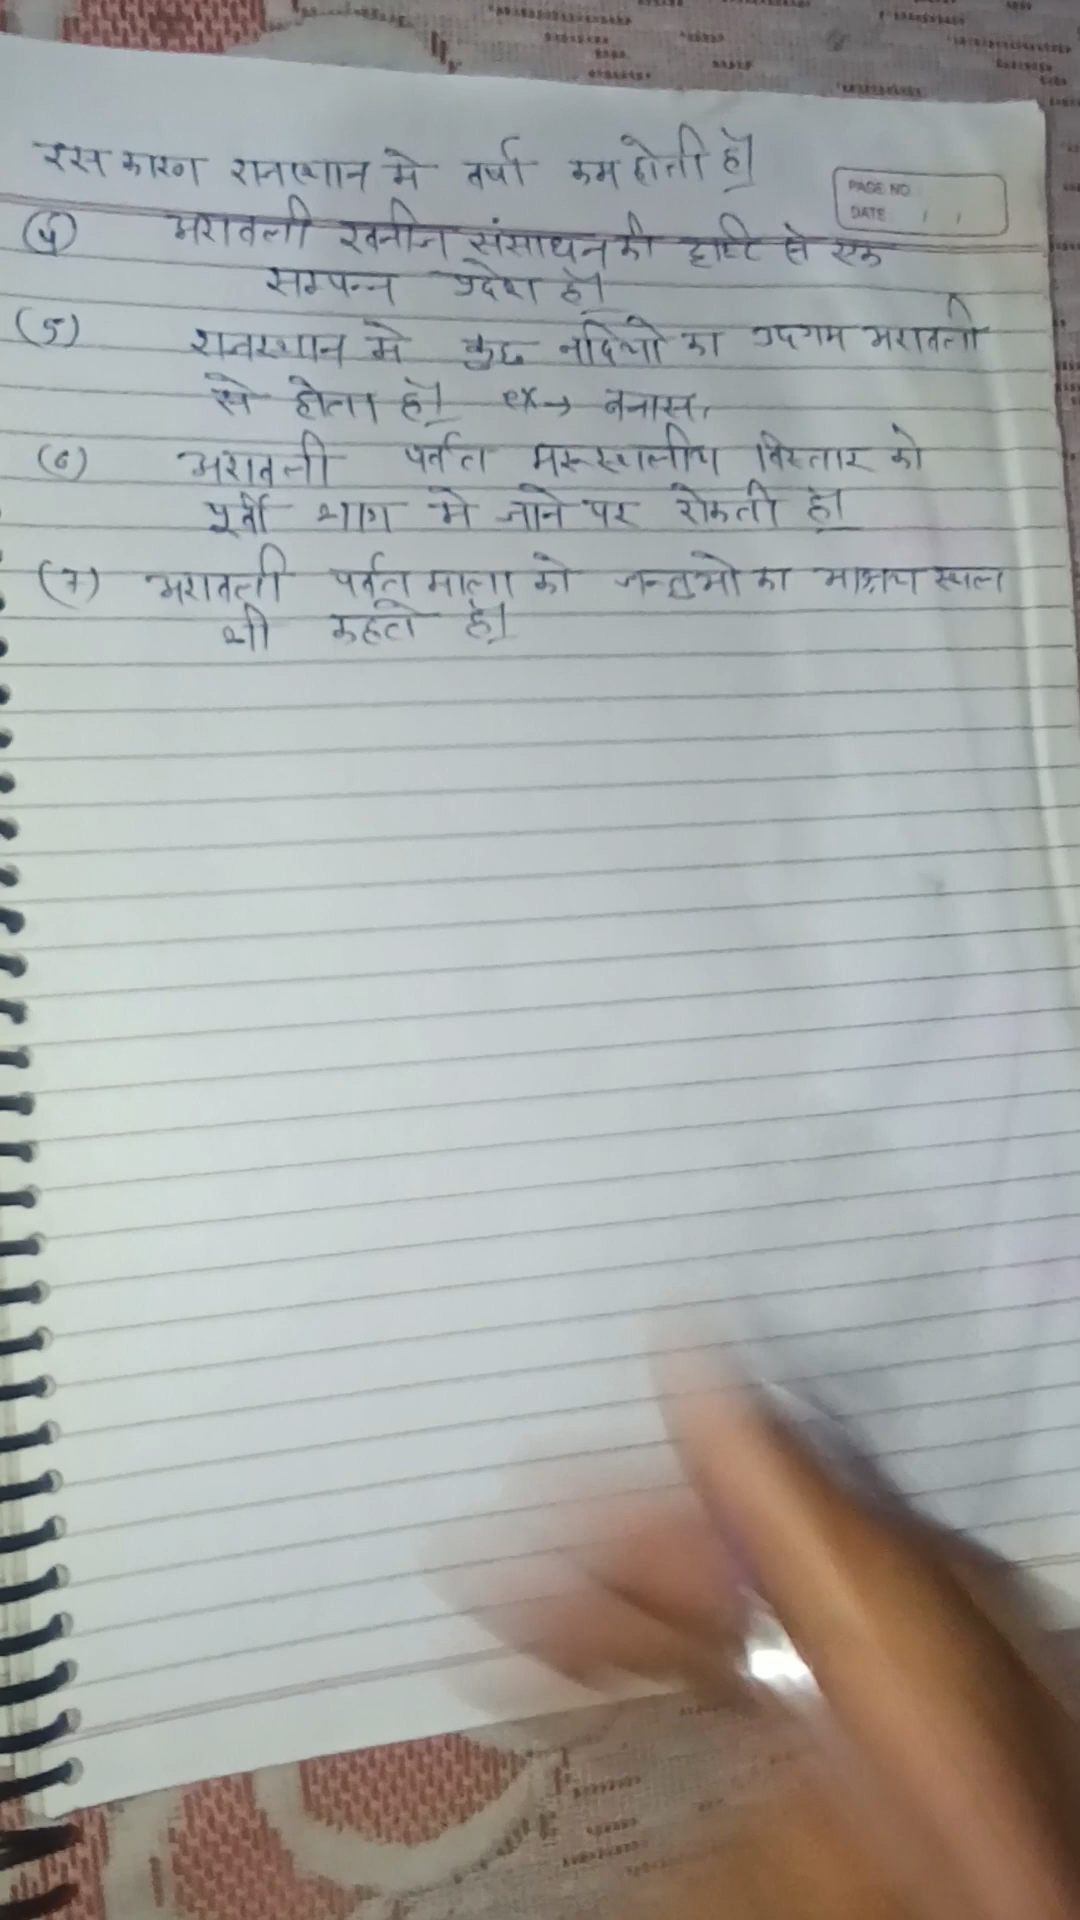 इस कारण राजस्थान मे वर्षा कम होती है।
PAGE NO
DATE / /
(4) अरावली खनीज संसाधन की दृष्टि से एक
सम्पन्न प्रदेश है।
(5) राजस्थान मे कुछ नदियो का उदगम अरावली
से होता है। ex→ बनास,
(6) अरावली पर्वत मरूस्थलीय विस्तार को
पूर्वी भाग मे जाने पर रोकती है।
(7) अरावली पर्वत माला को जन्तुओ का आश्रय स्थल
भी कहते है।